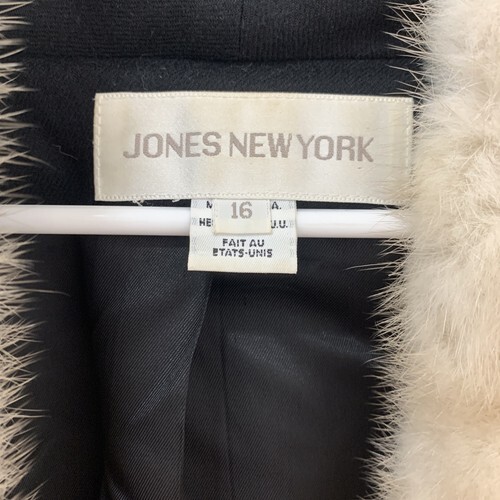 JONES NEW YORK
16
FAIT AU
ETATS-UNIS